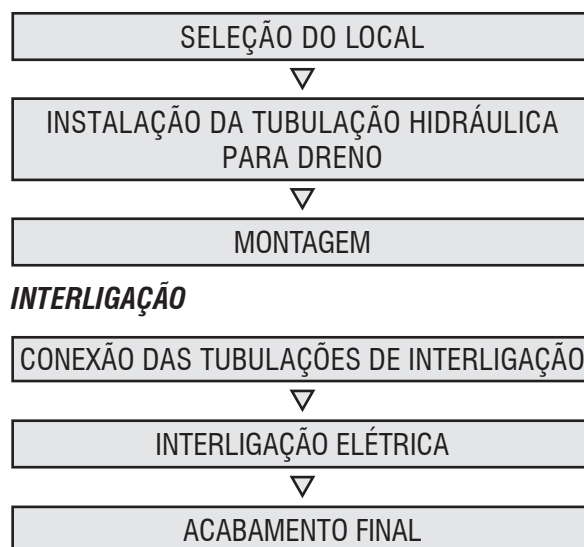 SELEÇÃO DO LOCAL
INSTALAÇÃO DA TUBULAÇÃO HIDRÁULICA
PARA DRENO
MONTAGEM
INTERLIGAÇÃO
CONEXÃO DAS TUBULAÇÕES DE INTERLIGAÇÃO
INTERLIGAÇÃO ELÉTRICA
ACABAMENTO FINAL